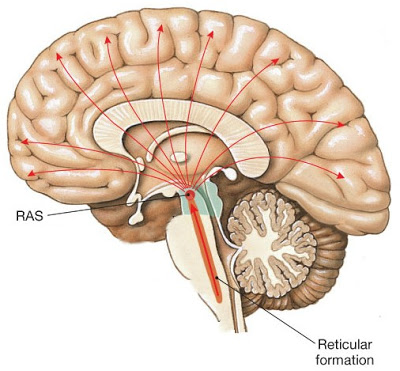 RAS
Reticular
formation